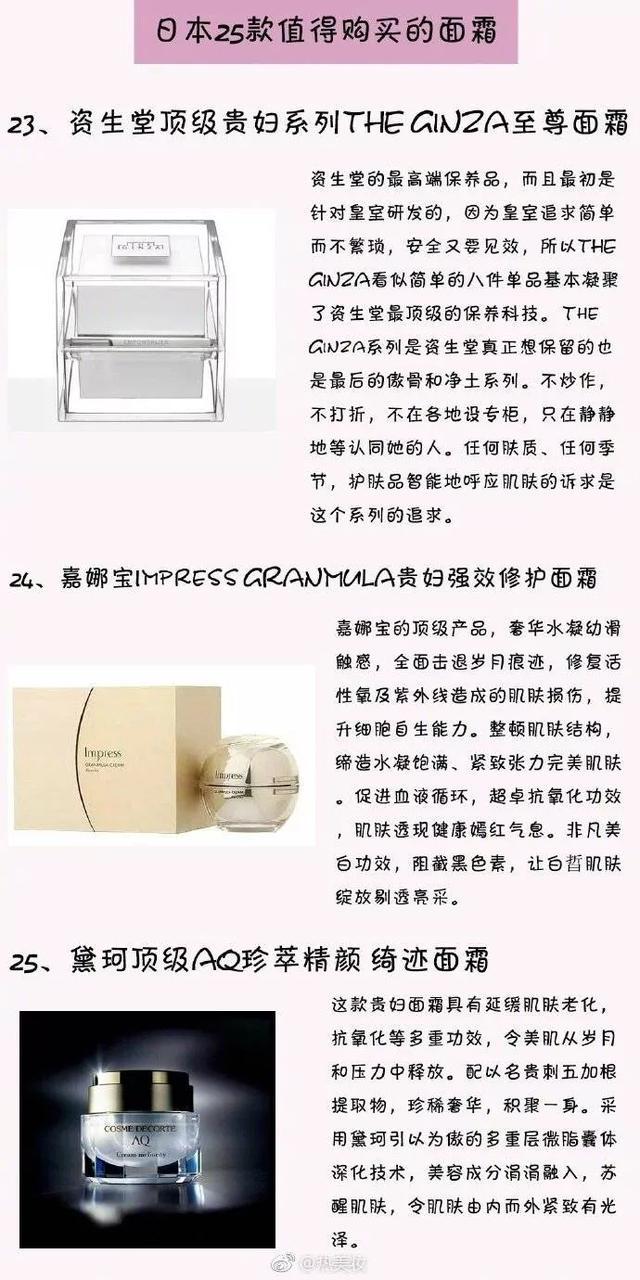 日本25款值得购买的面霜
23、资生堂顶级贵妇系列THE GINZA至尊面霜
资生堂的最高端保养品，而且最初是
针对皇室研发的，因为皇室追求简单
而不繁琐，安全又要见效，所以THE
GINZA看似简单的八件单品基本凝聚
了资生堂最顶级的保养科技。THE
GINZA系列是资生堂真正想保留的也
是最后的傲骨和净土系列。不炒作，
不打折，不在各地设专柜，只在静静
地等认同她的人。任何肤质、任何季
节，护肤品智能地呼应肌肤的诉求是
这个系列的追求。
24、嘉娜宝IMPRESS GRANMULA贵妇强效修护面霜
嘉娜宝的顶级产品，奢华水凝幼滑
触感，全面击退岁月痕迹，修复活
性氧及紫外线造成的肌肤损伤，提
升细胞自生能力。整顿肌肤结构，
缔造水凝饱满、紧致张力完美肌肤
。促进血液循环，超卓抗氧化功效
，肌肤透现健康嫣红气息。非凡美
白功效，阻截黑色素，让白皙肌肤
绽放剔透亮采。
Impress
GRANMULA CREAM
Impress
25、黛珂顶级AQ珍萃精颜 绮迹面霜
这款贵妇面霜具有延缓肌肤老化，
抗氧化等多重功效，令美肌从岁月
和压力中释放。配以名贵刺五加根
提取物，珍稀奢华，积聚一身。采
用黛珂引以为傲的多重层微脂囊体
深化技术，美容成分涓涓融入，苏
醒肌肤，令肌肤由内而外紧致有光
泽。
COSME DECORTE
AQ
@热美妆